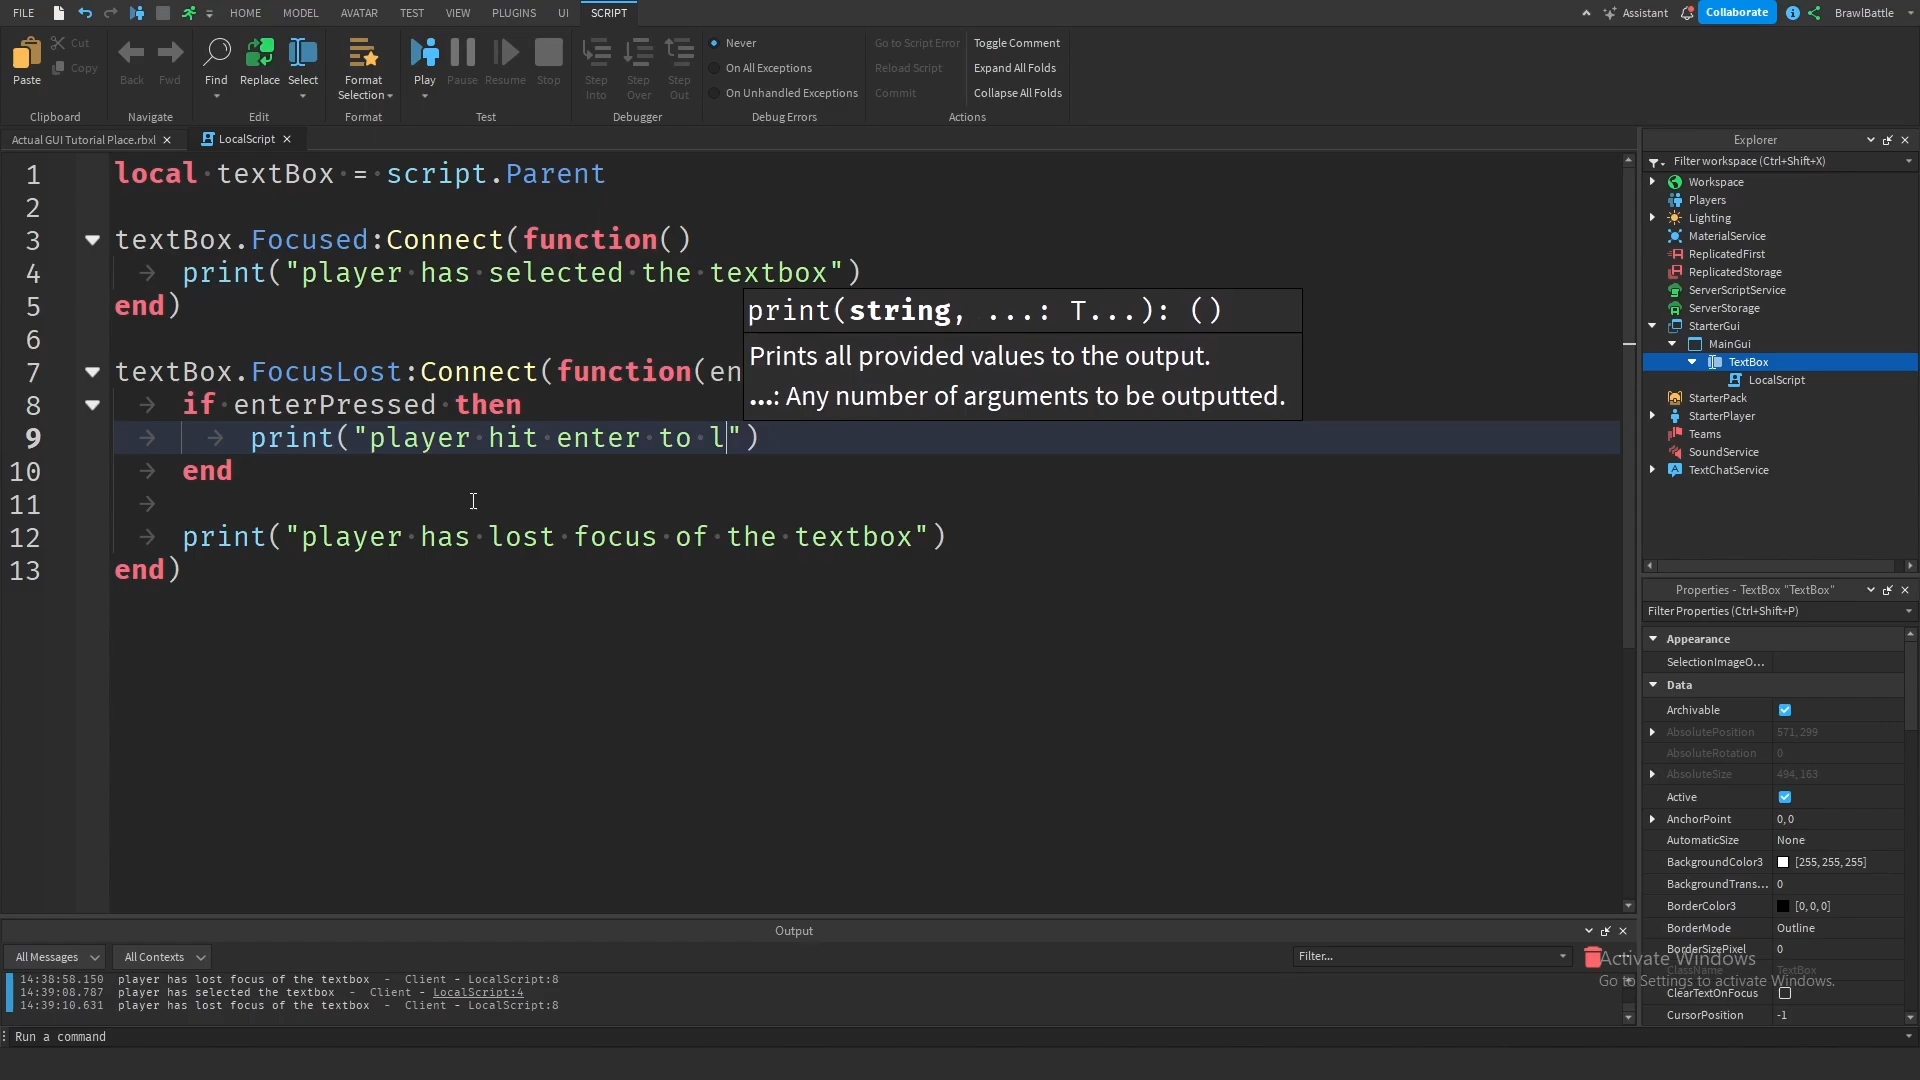 FILE HOME MODEL AVATAR TEST VIEW PLUGINS UI SCRIPT Assistant Collaborate BrawlBattle
Paste Cut Copy Back Fwd Find Replace Select Format Selection Play Pause Resume Stop Step Into Step Over Step Out
Never
On All Exceptions
On Unhandled Exceptions
Go to Script Error
Reload Script
Commit
Toggle Comment
Expand All Folds
Collapse All Folds
Clipboard Navigate Edit Format Test Debugger Debug Errors Actions
Actual GUI Tutorial Place.rbxl LocalScript
1 local textBox = script.Parent
2
3 textBox.Focused:Connect(function()
4 print("player has selected the textbox")
5 end)
6
7 textBox.FocusLost:Connect(function(en
8 if enterPressed then
9 print("player hit enter to l")
10 end
11
12 print("player has lost focus of the textbox")
13 end)
print(string, ...: T...): ()
Prints all provided values to the output.
...: Any number of arguments to be outputted.
Explorer
Filter workspace (Ctrl+Shift+X)
Workspace
Players
Lighting
MaterialService
ReplicatedFirst
ReplicatedStorage
ServerScriptService
ServerStorage
StarterGui
MainGui
TextBox
LocalScript
StarterPack
StarterPlayer
Teams
SoundService
TextChatService
Properties - TextBox "TextBox"
Filter Properties (Ctrl+Shift+P)
Appearance
SelectionImageO...
Data
Archivable
AbsolutePosition 571, 299
AbsoluteRotation 0
AbsoluteSize 494, 163
Active
AnchorPoint 0, 0
AutomaticSize None
BackgroundColor3 [255, 255, 255]
BackgroundTrans... 0
BorderColor3 [0, 0, 0]
BorderMode Outline
BorderSizePixel 0
ClassName TextBox
ClearTextOnFocus
CursorPosition -1
Activate Windows
Go to Settings to activate Windows.
Output
All Messages All Contexts Filter...
14:38:58.150 player has lost focus of the textbox - Client - LocalScript:8
14:39:08.787 player has selected the textbox - Client - LocalScript:4
14:39:10.631 player has lost focus of the textbox - Client - LocalScript:8
Run a command